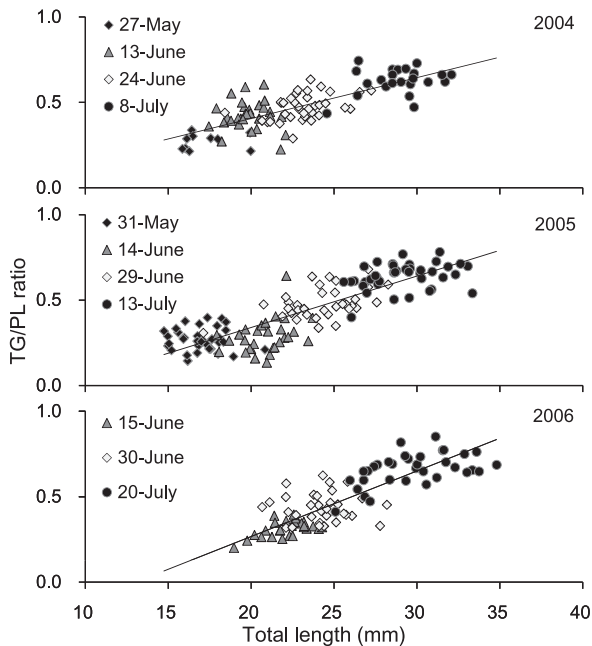 1.0
2004
27-May
13-June
0.5
24-June
8-July
0.0
1.0
2005
31-May
14-June
0.5
29-June
13-July
0.0
TG/PL ratio
1.0
2006
15-June
30-June
0.5
20-July
0.0
10 15 20 25 30 35 40
Total length (mm)